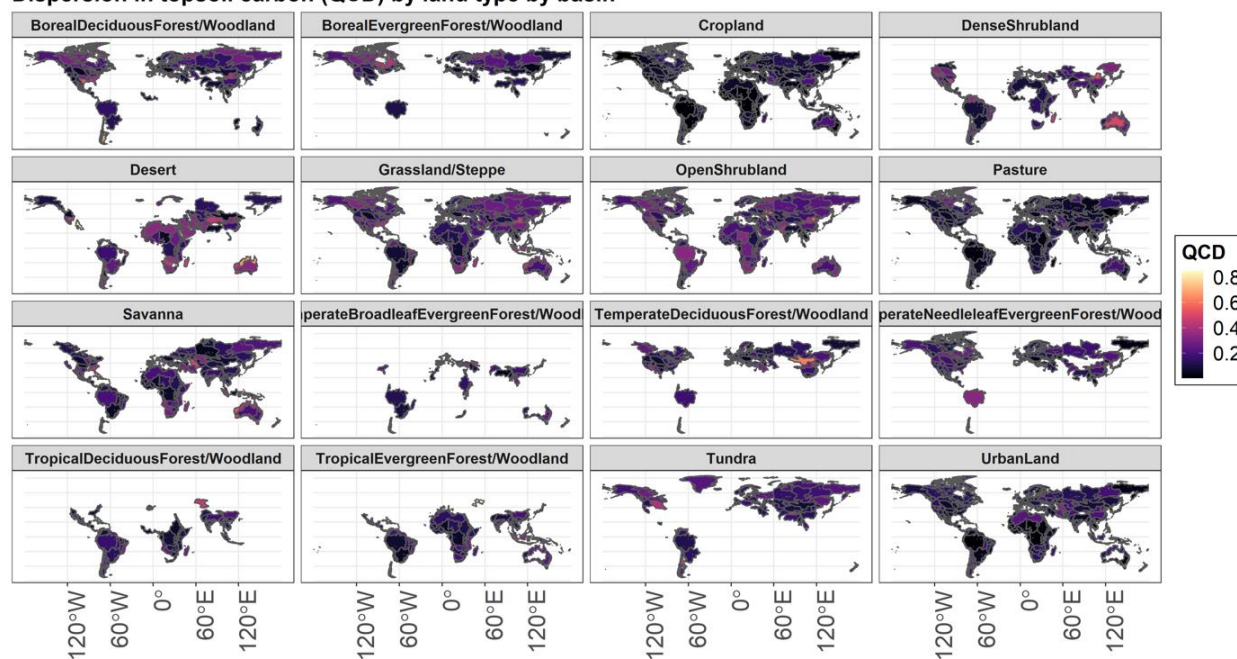 Dispersion in topsoil carbon (QCD) by land type by basin
BorealDeciduousForest/Woodland
BorealEvergreenForest/Woodland
Cropland
DenseShrubland
Desert
Grassland/Steppe
OpenShrubland
Pasture
Savanna
perateBroadleafEvergreenForest/Woodl
TemperateDeciduousForest/Woodland
perateNeedleleafEvergreenForest/Wood
TropicalDeciduousForest/Woodland
TropicalEvergreenForest/Woodland
Tundra
UrbanLand
QCD
0.8
0.6
0.4
0.2
120°W
60°W
0°
60°E
120°E
120°W
60°W
0°
60°E
120°E
120°W
60°W
0°
60°E
120°E
120°W
60°W
0°
60°E
120°E